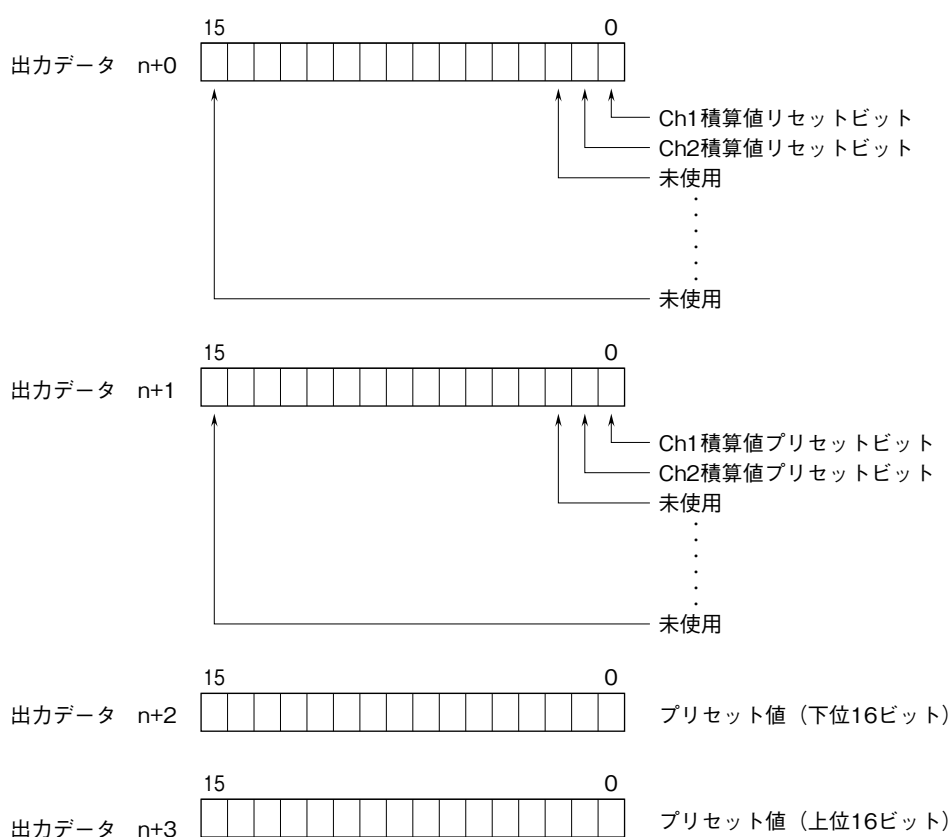 15 0
出力データ n+0
Ch1積算値リセットビット
Ch2積算値リセットビット
未使用
未使用
15 0
出力データ n+1
Ch1積算値プリセットビット
Ch2積算値プリセットビット
未使用
未使用
15 0
出力データ n+2 プリセット値（下位16ビット）
15 0
出力データ n+3 プリセット値（上位16ビット）